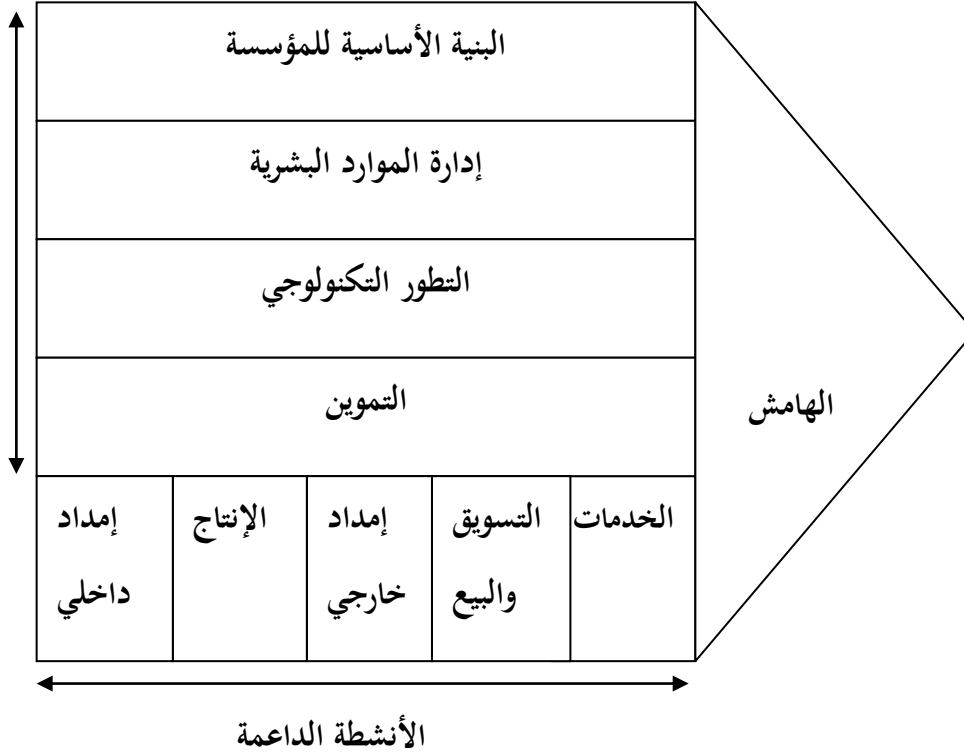 البنية الأساسية للمؤسسة
إدارة الموارد البشرية
التطور التكنولوجي
التموين
الهامش
إمداد داخلي
الإنتاج
إمداد خارجي
التسويق والبيع
الخدمات
الأنشطة الداعمة